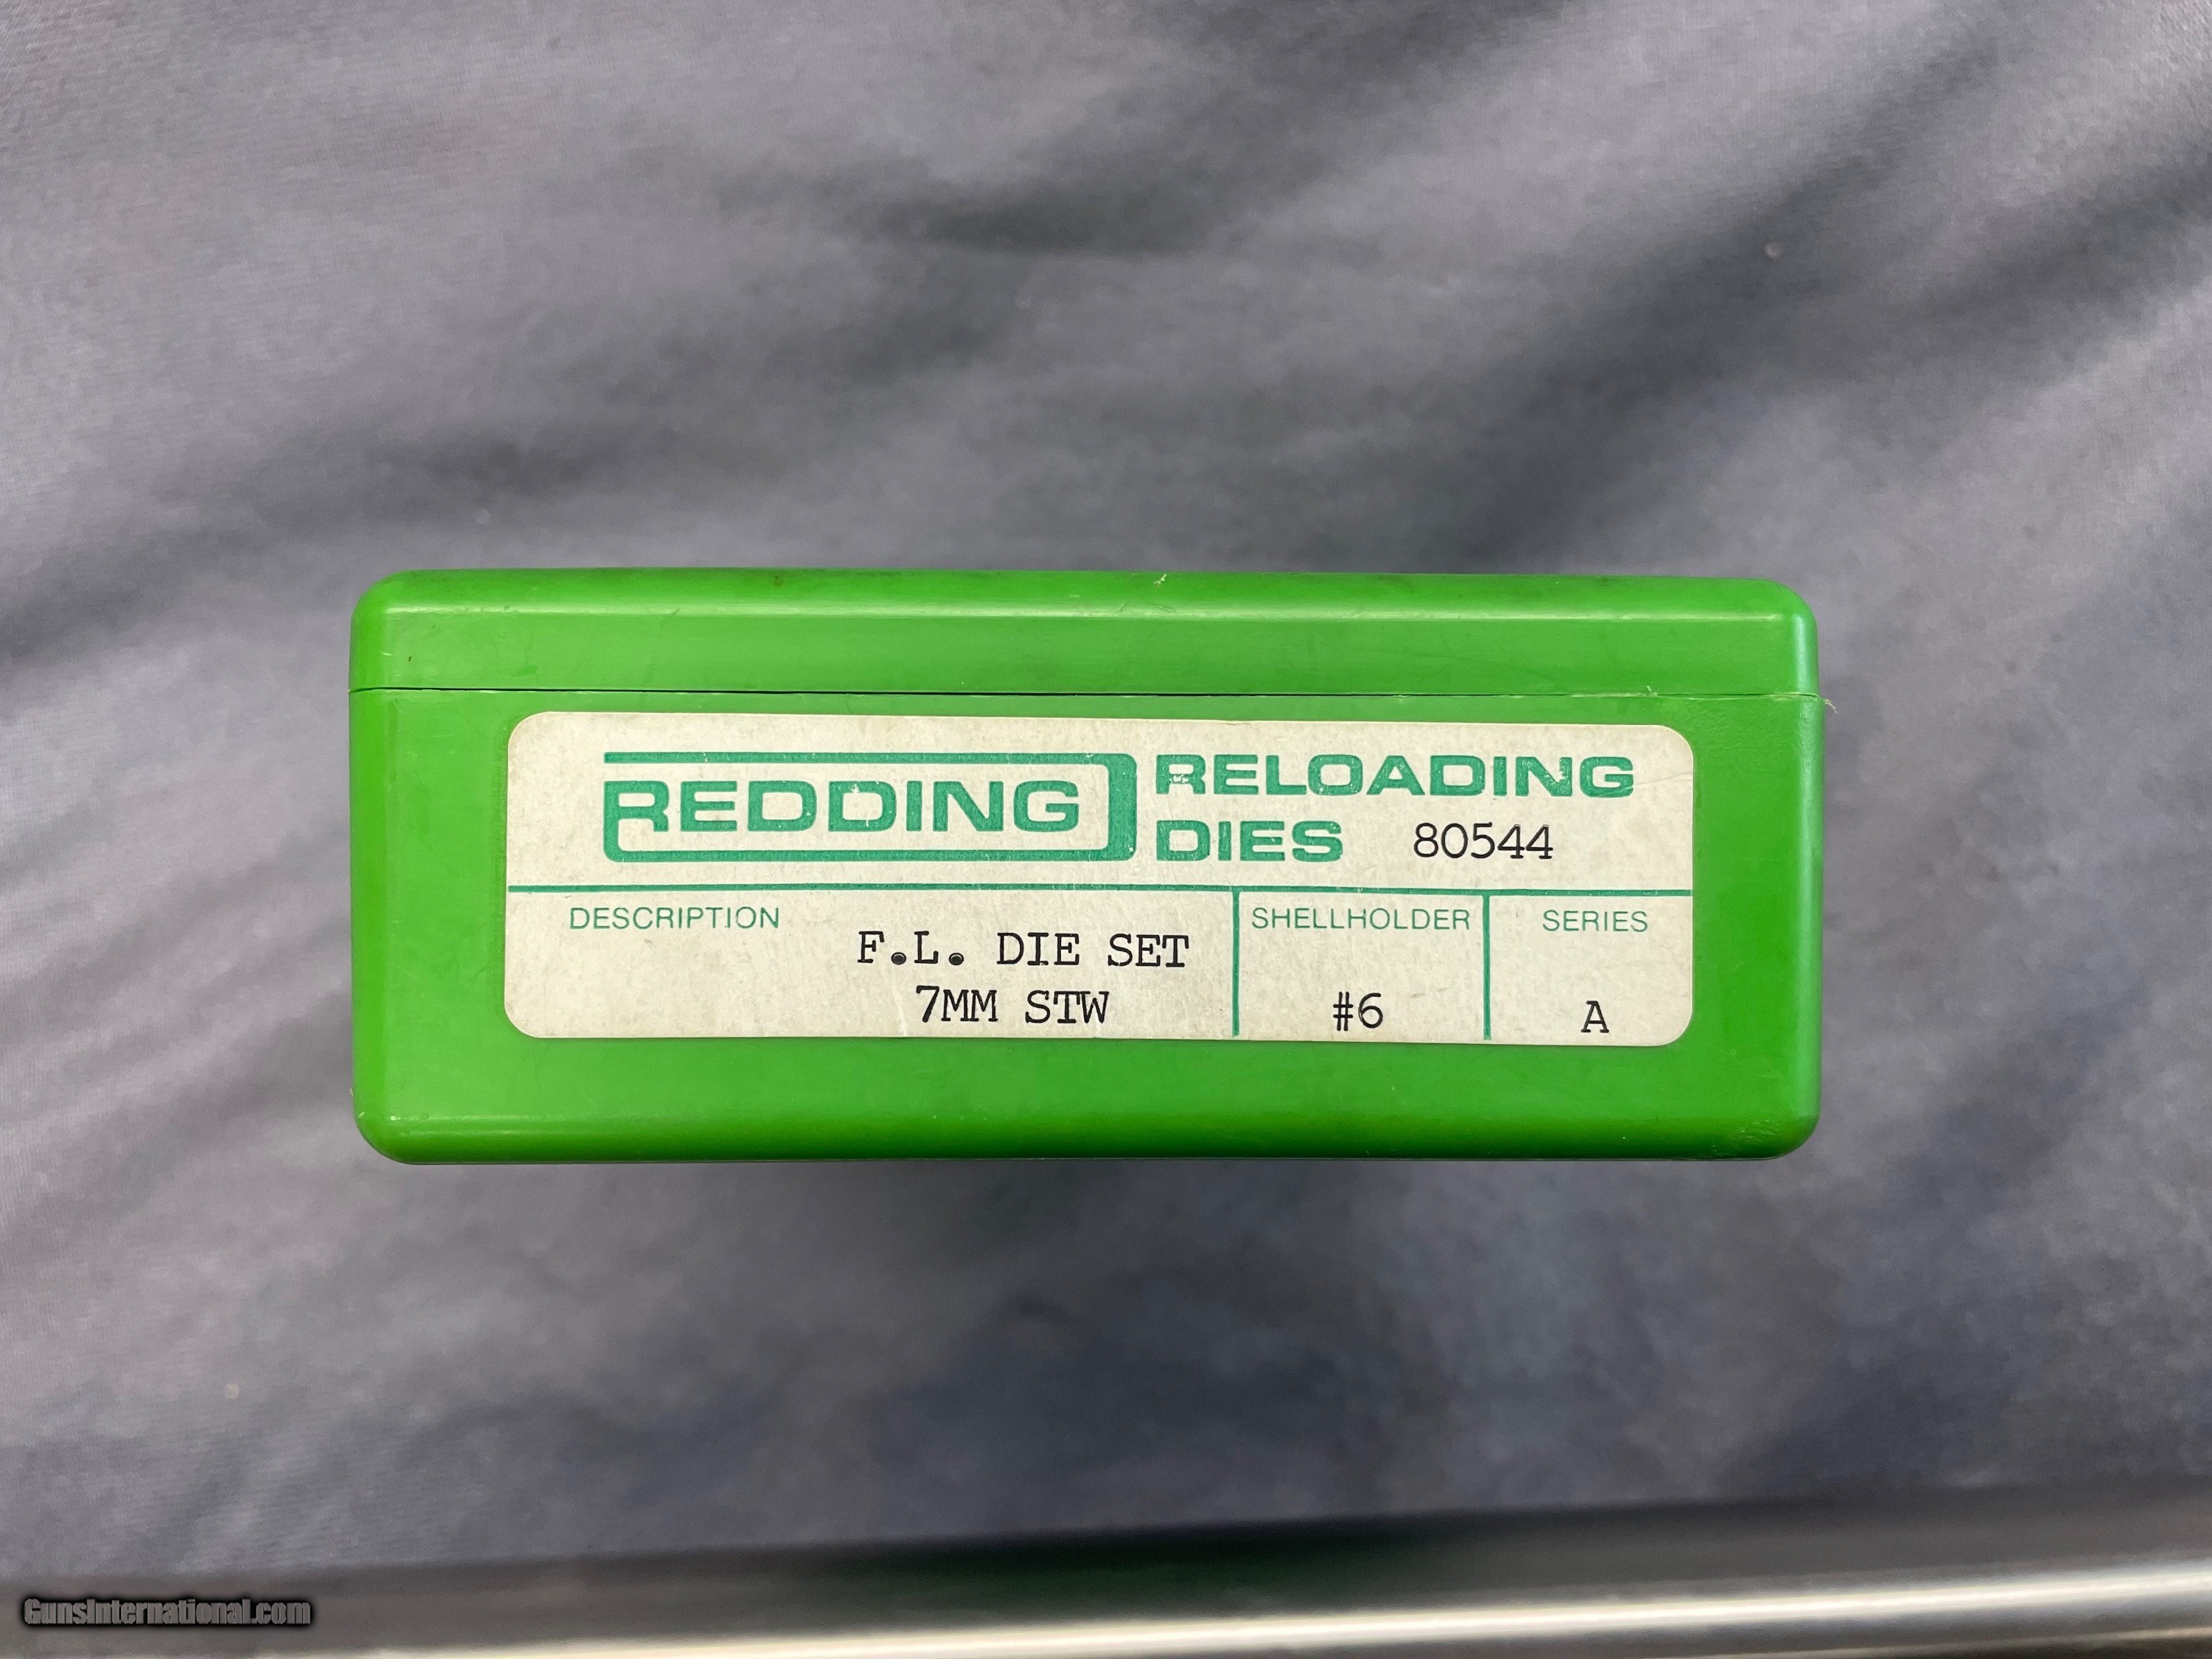 REDDING RELOADING
DIES 80544
DESCRIPTION SHELLHOLDER SERIES
F.L. DIE SET
7MM STW #6 A
GunsInternational.com